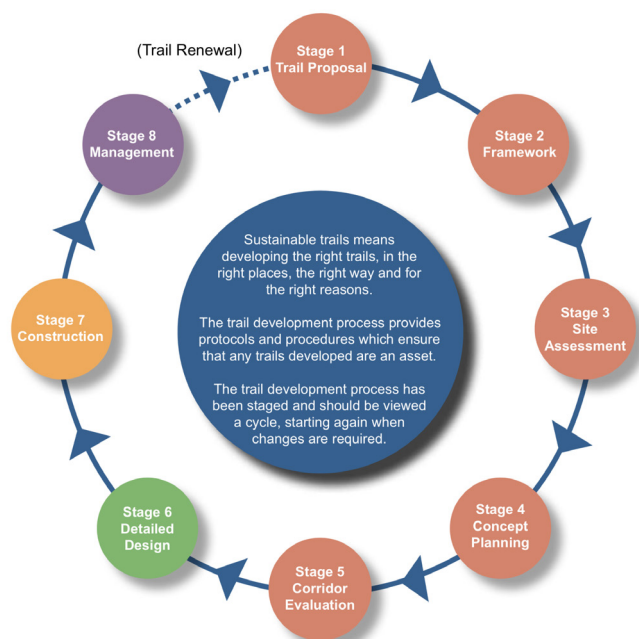 (Trail Renewal)
Stage 1
Trail Proposal
Stage 2
Framework
Stage 3
Site
Assessment
Stage 4
Concept
Planning
Stage 5
Corridor
Evaluation
Stage 6
Detailed
Design
Stage 7
Construction
Stage 8
Management
Sustainable trails means
developing the right trails, in the
right places, the right way and for
the right reasons.
The trail development process provides
protocols and procedures which ensure
that any trails developed are an asset.
The trail development process has
been staged and should be viewed
a cycle, starting again when
changes are required.